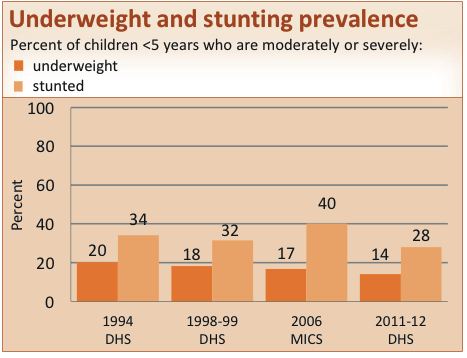 Underweight and stunting prevalence
Percent of children <5 years who are moderately or severely:
underweight
stunted
Percent
100
80
60
40
20
0
20
34
18
32
17
40
14
28
1994
DHS
1998-99
DHS
2006
MICS
2011-12
DHS